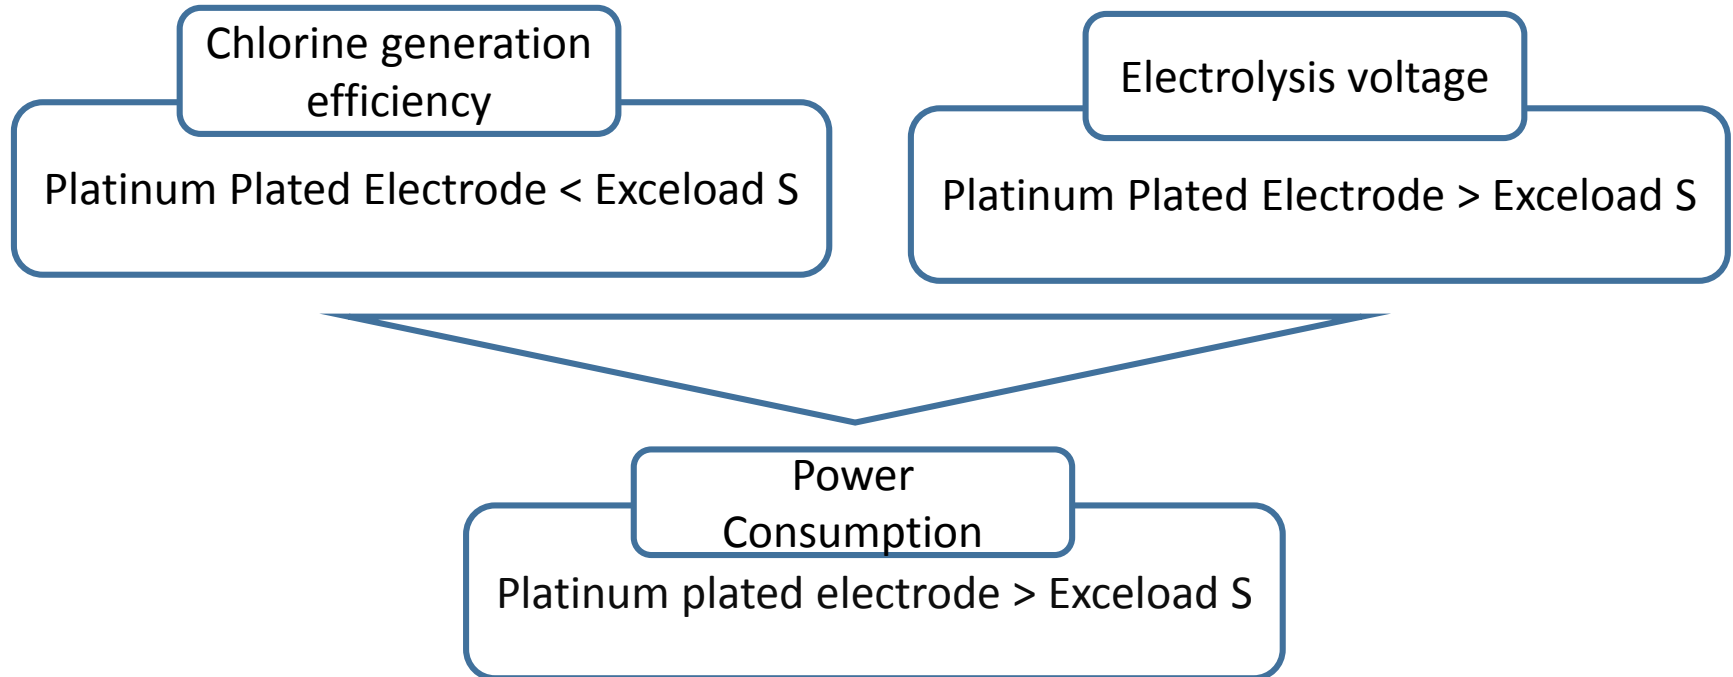 Chlorine generation
efficiency
Platinum Plated Electrode < Exceload S
Electrolysis voltage
Platinum Plated Electrode > Exceload S
Power
Consumption
Platinum plated electrode > Exceload S